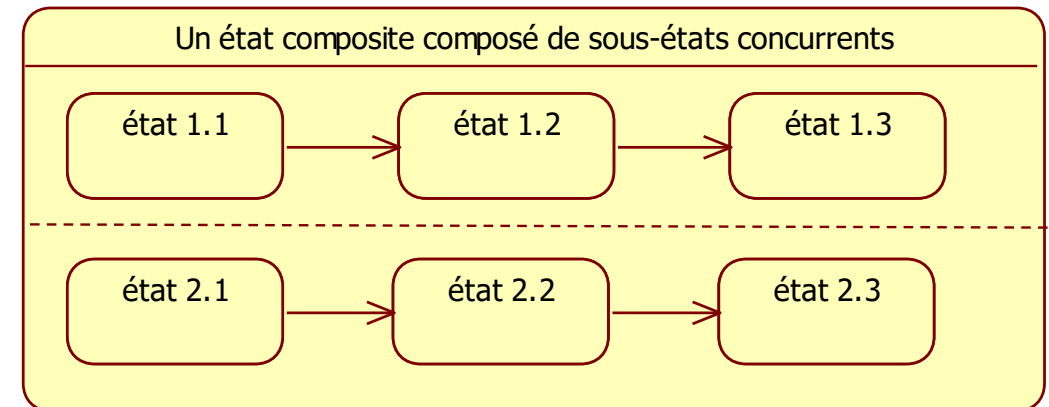 Un état composite composé de sous-états concurrents
état 1.1
état 1.2
état 1.3
état 2.1
état 2.2
état 2.3